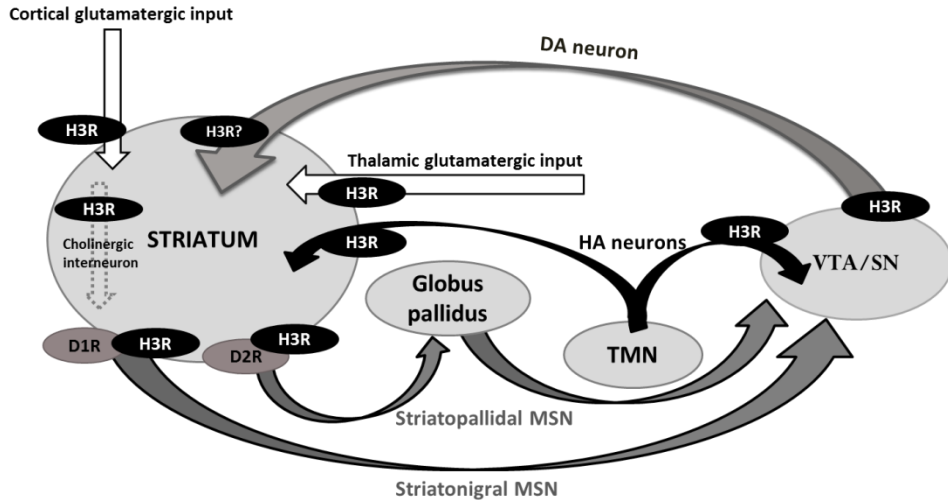 Cortical glutamatergic input
DA neuron
H3R
H3R?
Thalamic glutamatergic input
H3R
H3R
H3R
STRIATUM
Cholinergic
interneuron
H3R
HA neurons
H3R
H3R
VTA/SN
Globus
pallidus
TMN
D1R
H3R
D2R
H3R
Striatopallidal MSN
Striatonigral MSN